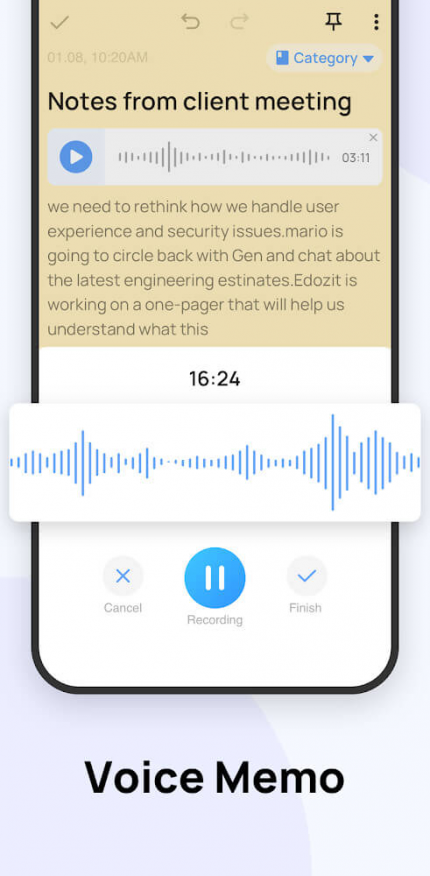 01.08, 10:20AM
Category
Notes from client meeting
03:11
we need to rethink how we handle user
experience and security issues.mario is
going to circle back with Gen and chat about
the latest engineering estinates.Edozit is
working on a one-pager that will help us
understand what this
16:24
Cancel
Recording
Finish
Voice Memo